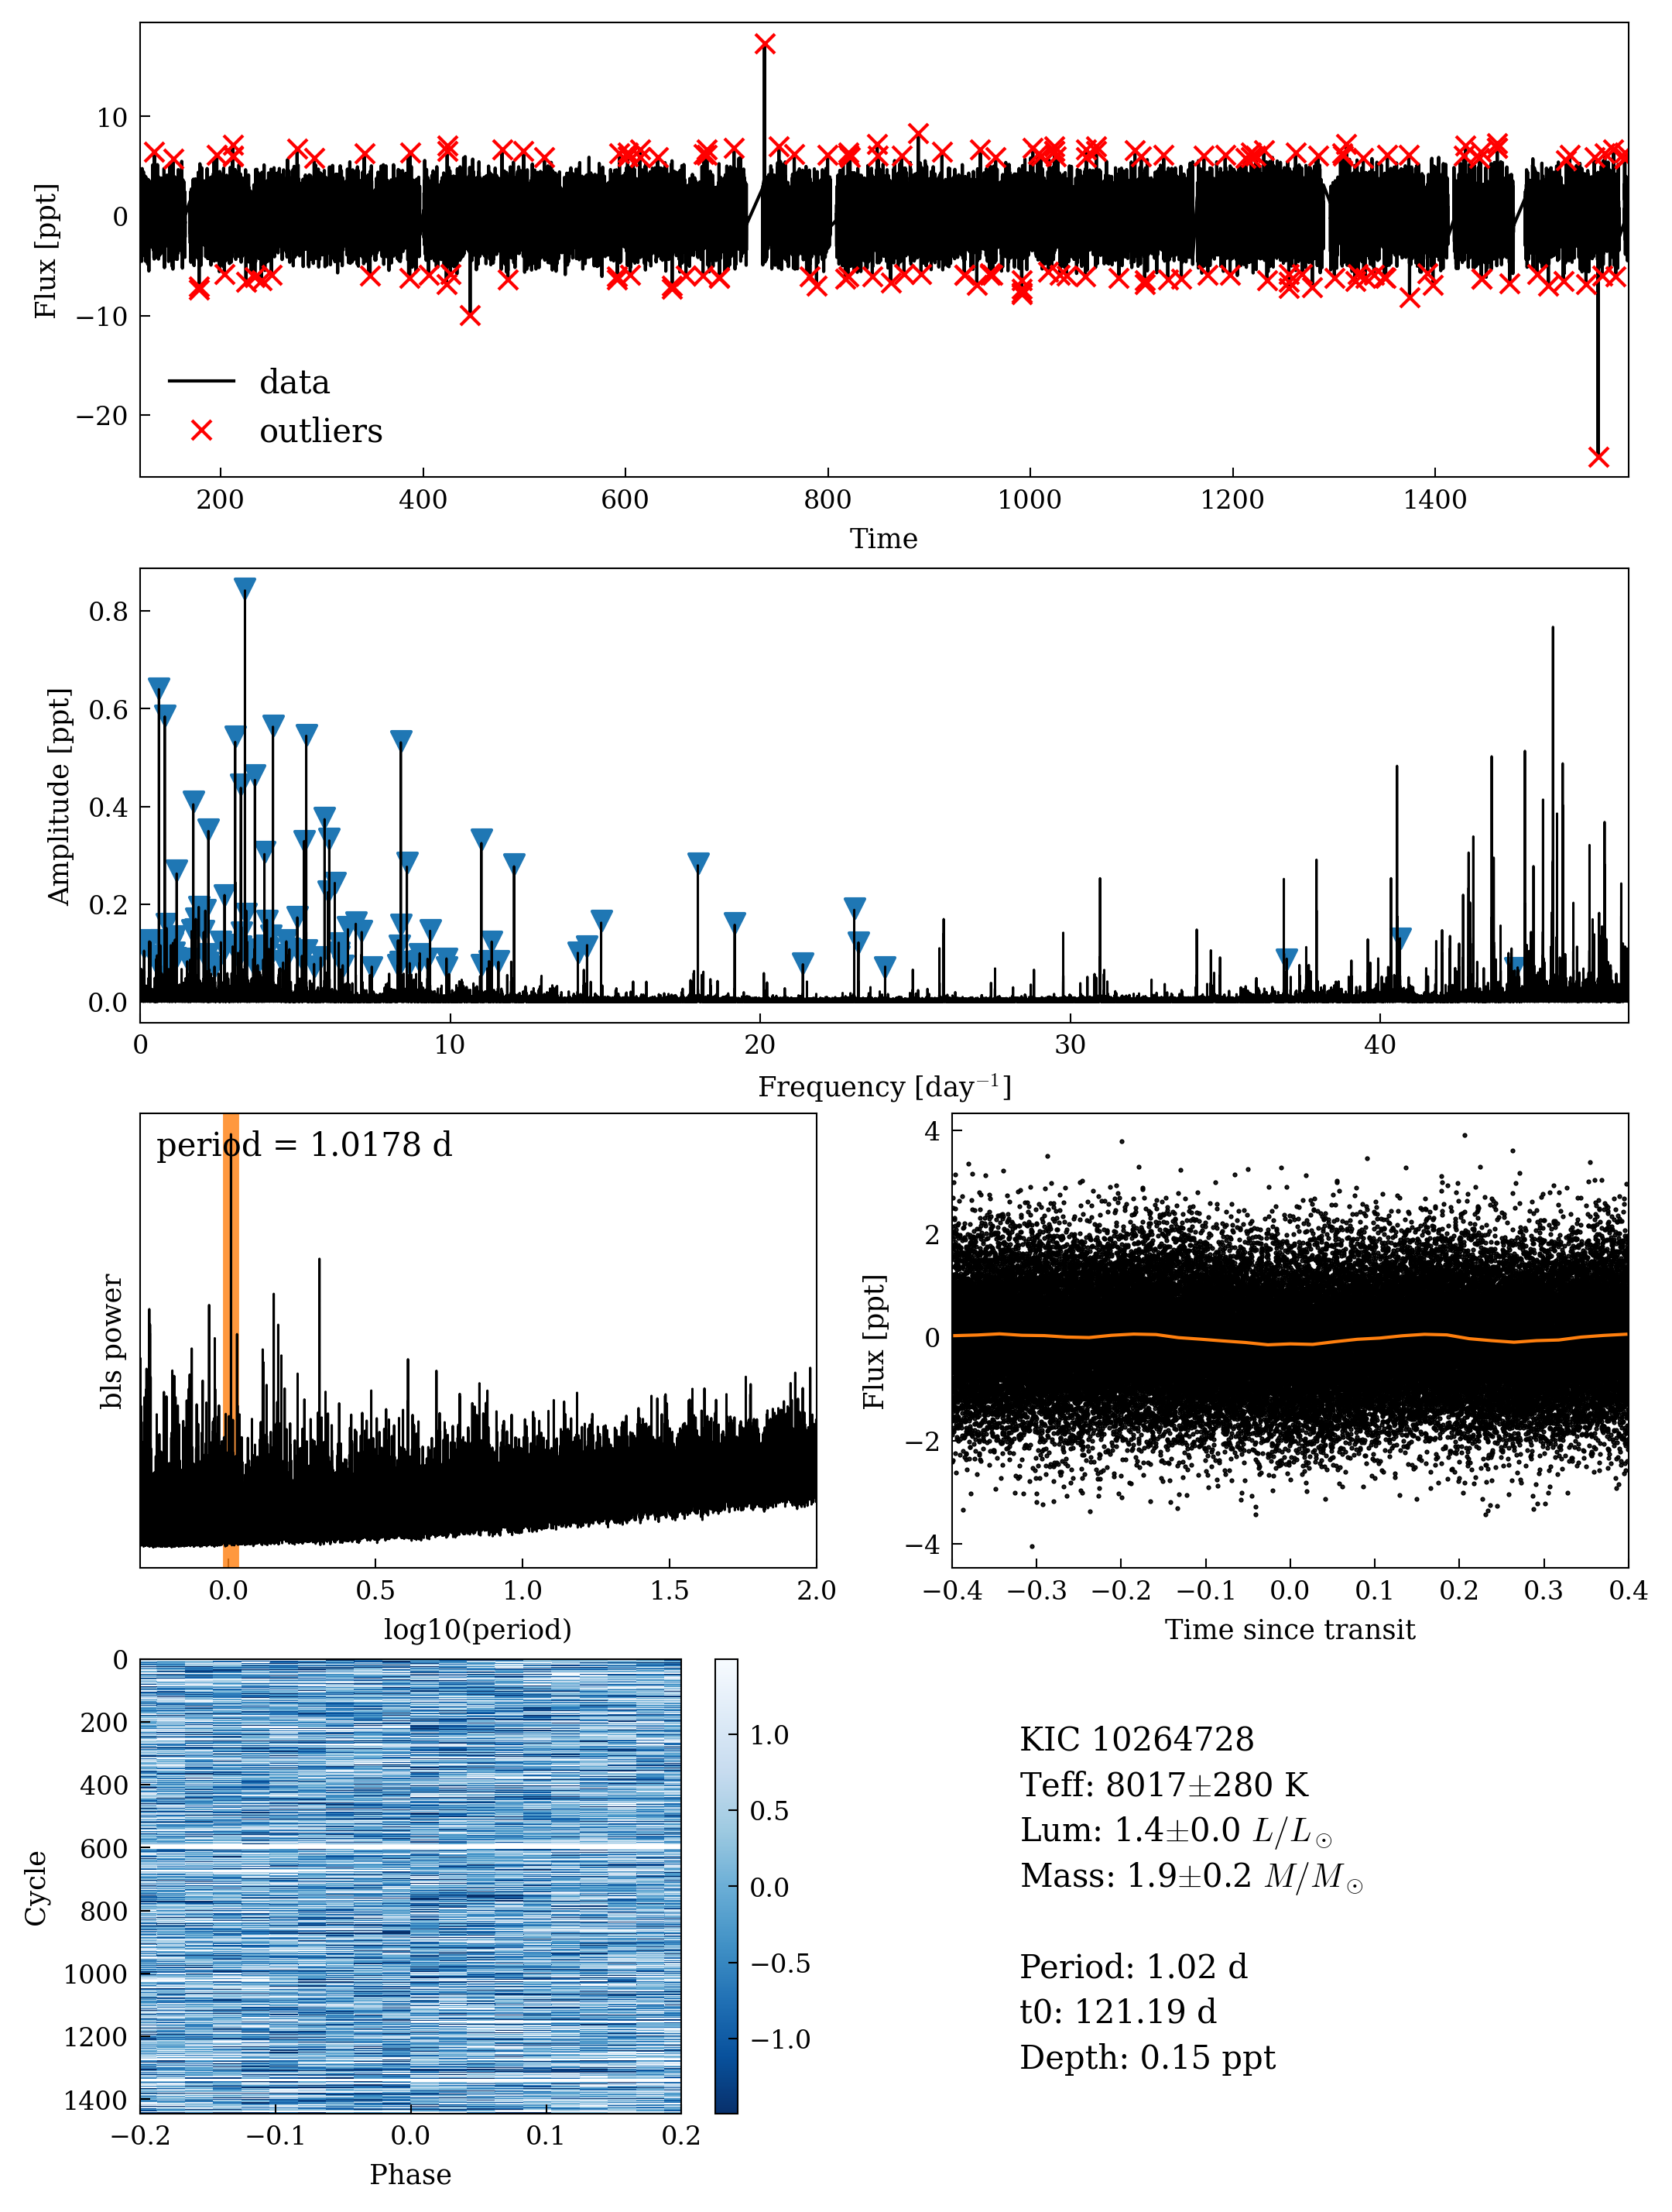 10
0
−10
−20
Flux [ppt]
data
outliers
200 400 600 800 1000 1200 1400
Time
0.8
0.6
0.4
0.2
0.0
Amplitude [ppt]
0 10 20 30 40
Frequency [day⁻¹]
period = 1.0178 d
bls power
0.0 0.5 1.0 1.5 2.0
log10(period)
4
2
0
−2
−4
Flux [ppt]
−0.4 −0.3 −0.2 −0.1 0.0 0.1 0.2 0.3 0.4
Time since transit
0
200
400
600
800
1000
1200
1400
Cycle
−0.2 −0.1 0.0 0.1 0.2
Phase
1.0
0.5
0.0
−0.5
−1.0
KIC 10264728
Teff: 8017±280 K
Lum: 1.4±0.0 L/L⊙
Mass: 1.9±0.2 M/M⊙
Period: 1.02 d
t0: 121.19 d
Depth: 0.15 ppt